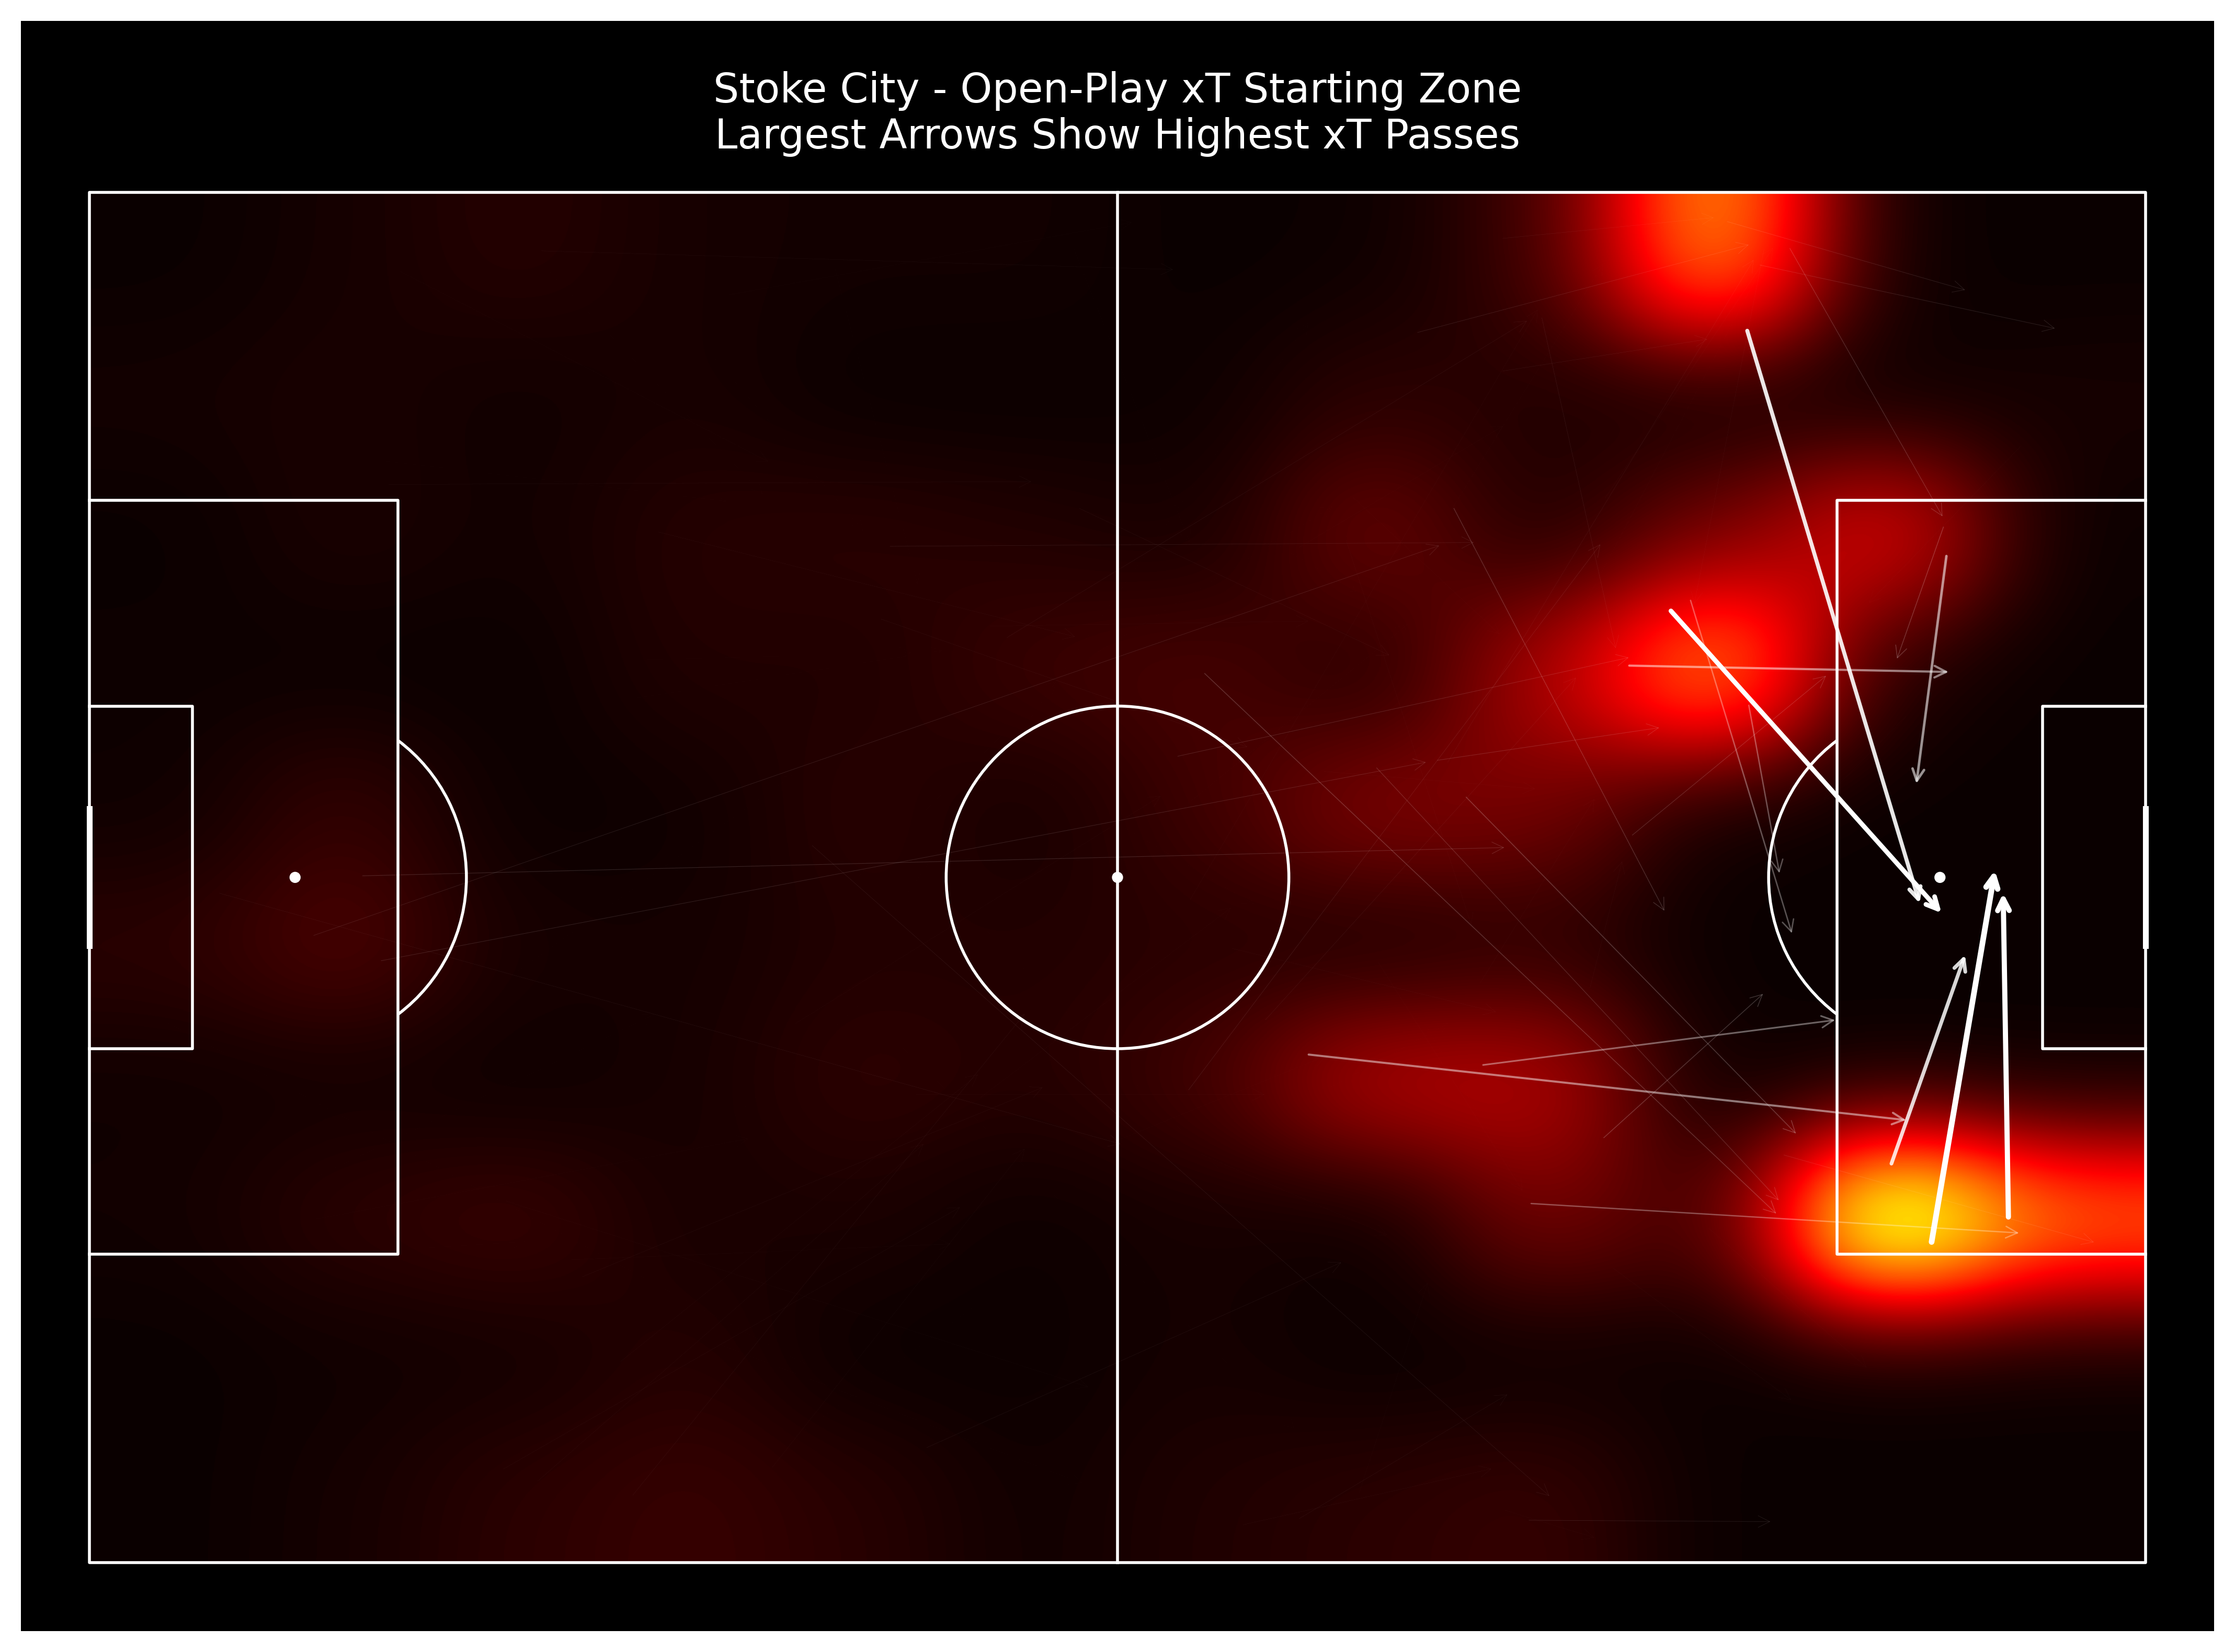 Stoke City - Open-Play xT Starting Zone
Largest Arrows Show Highest xT Passes